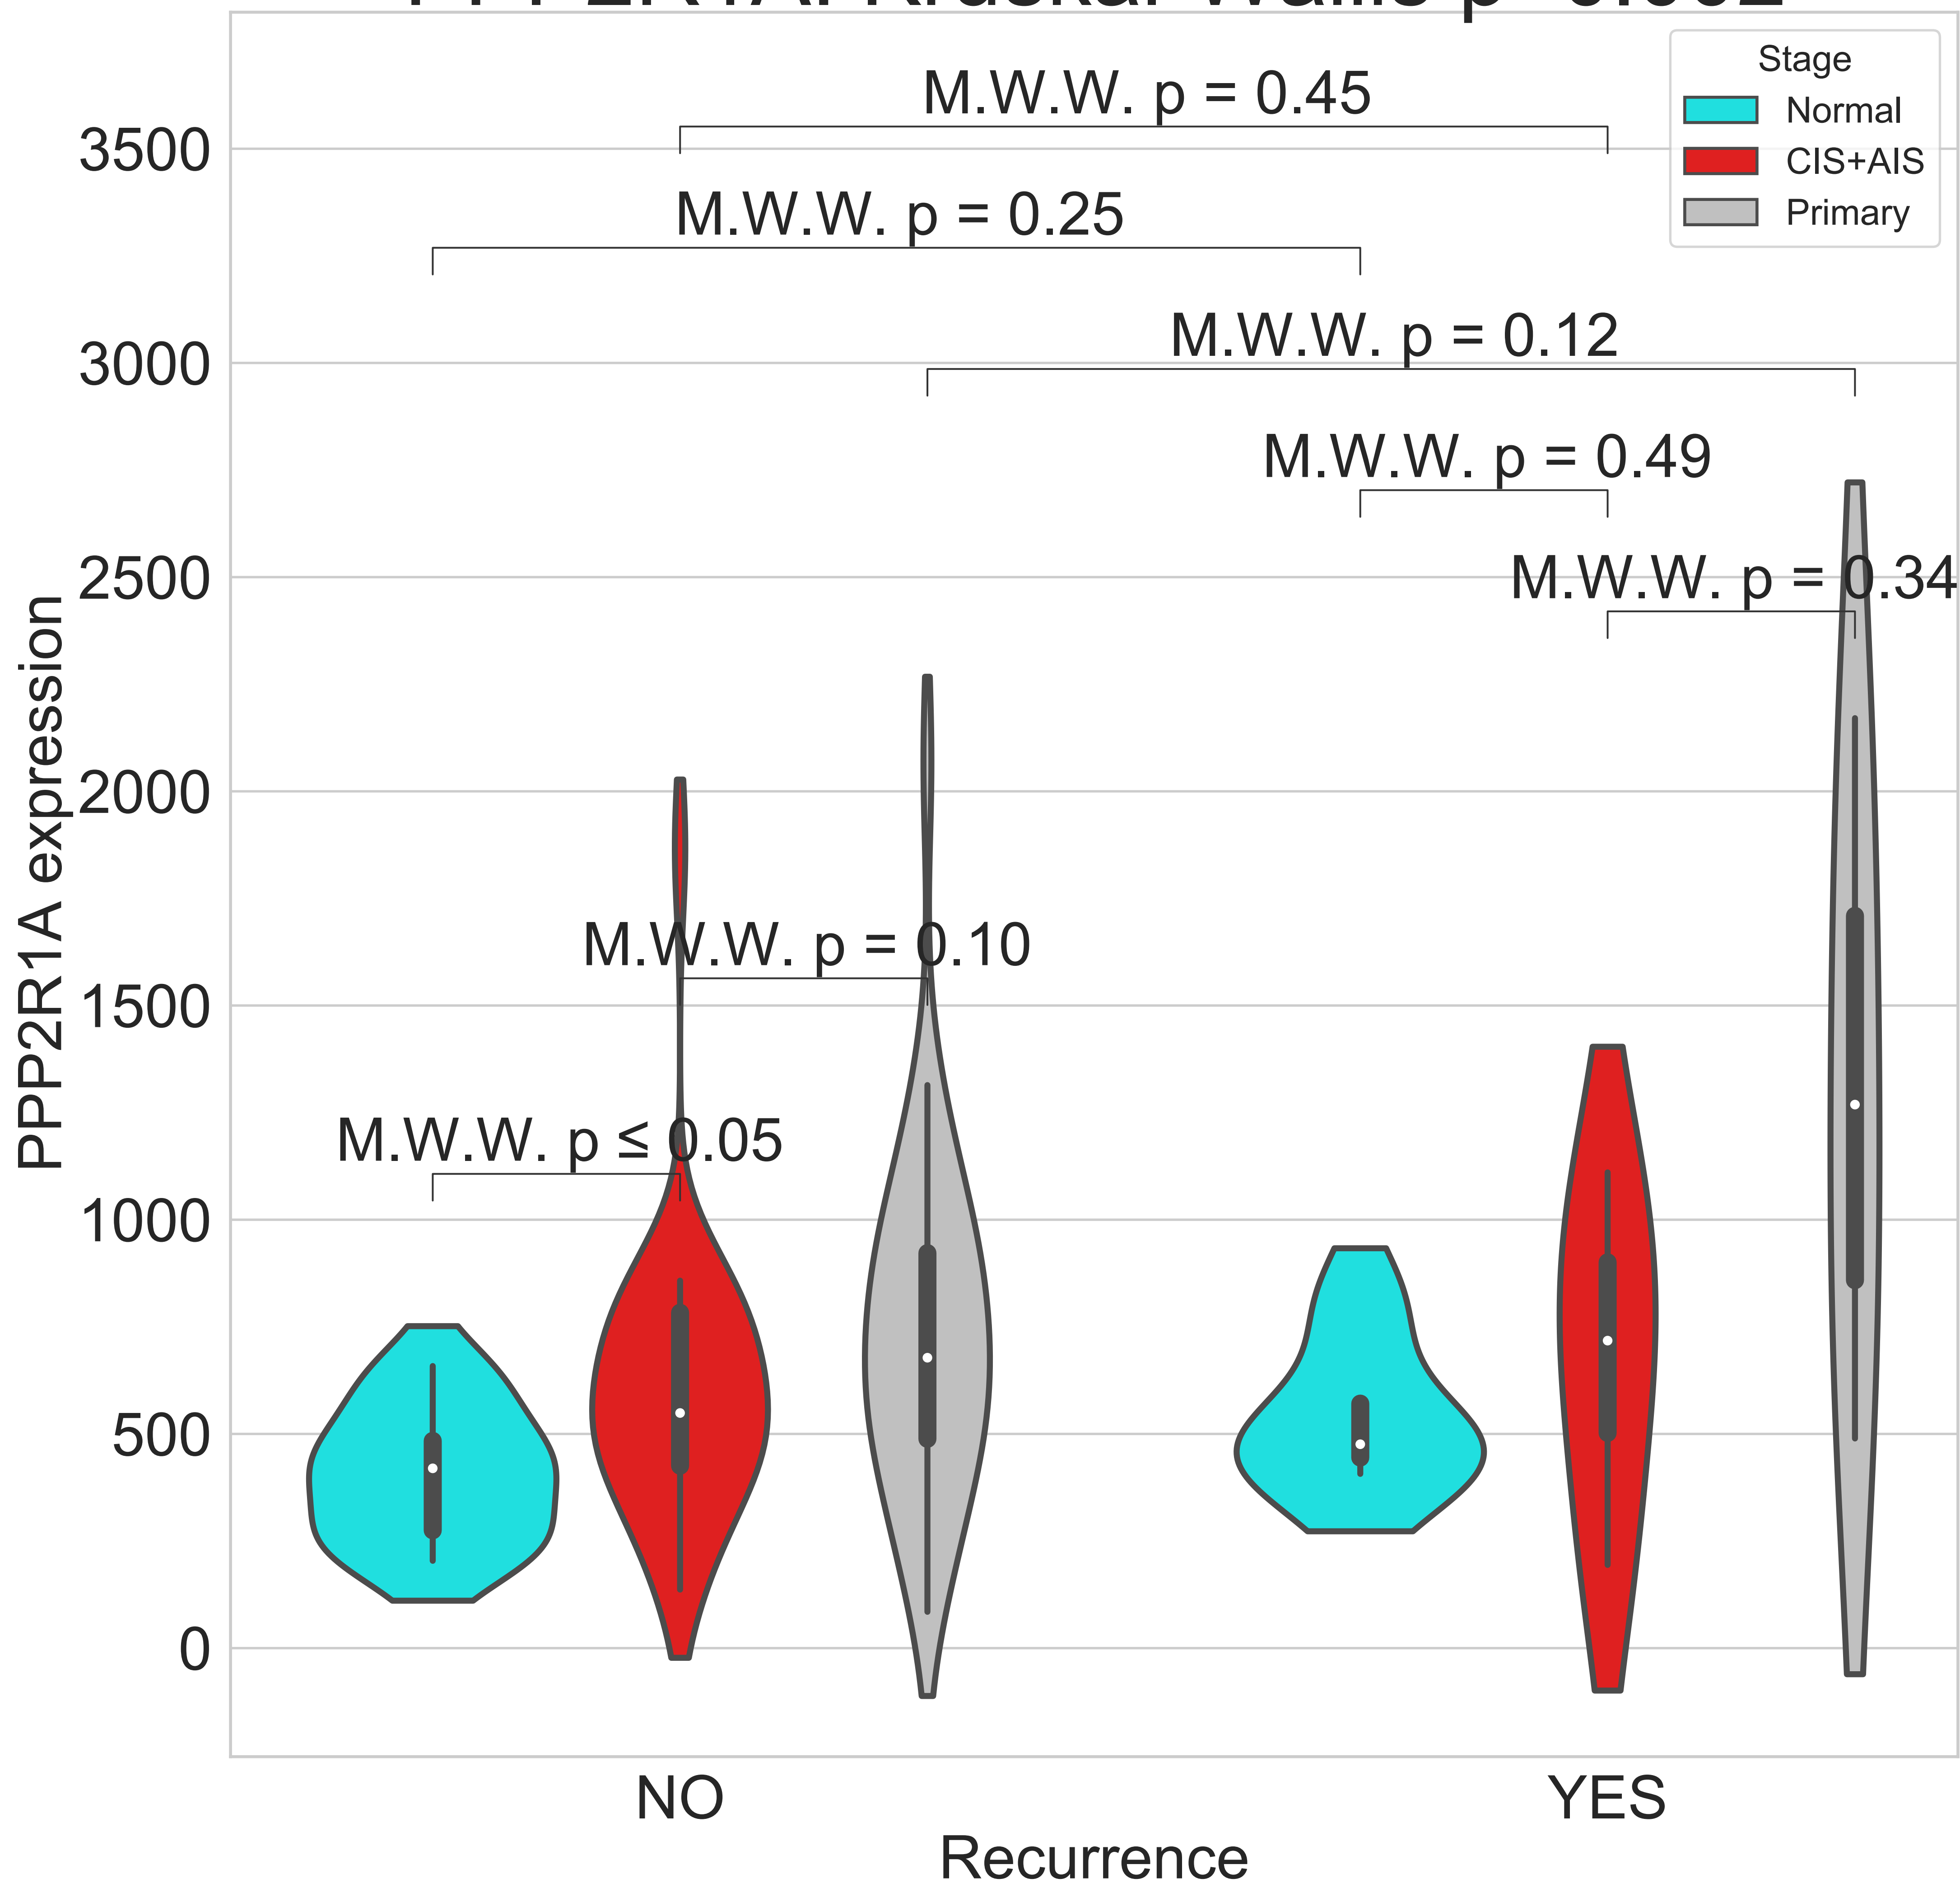 Stage
Normal
CIS+AIS
Primary
M.W.W. p = 0.45
M.W.W. p = 0.25
M.W.W. p = 0.12
M.W.W. p = 0.49
M.W.W. p = 0.34
M.W.W. p = 0.10
M.W.W. p ≤ 0.05
3500
3000
2500
2000
1500
1000
500
0
PPP2R1A expression
NO
YES
Recurrence